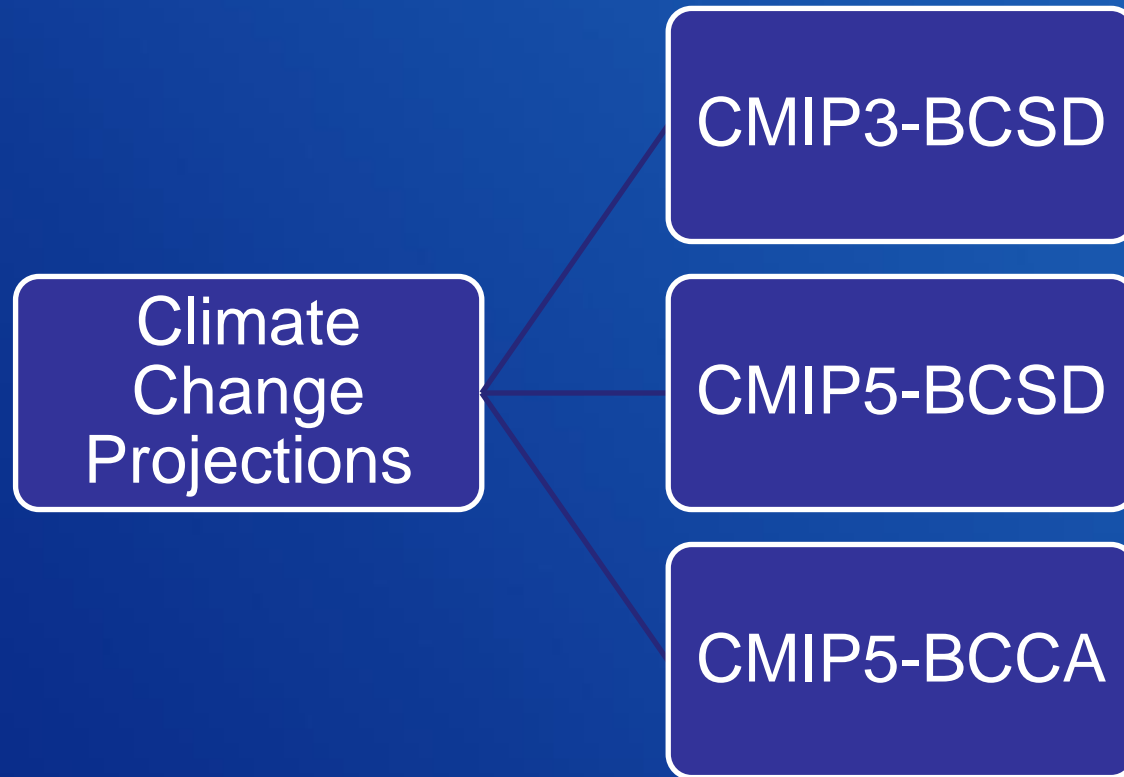 Climate
Change
Projections
CMIP3-BCSD
CMIP5-BCSD
CMIP5-BCCA